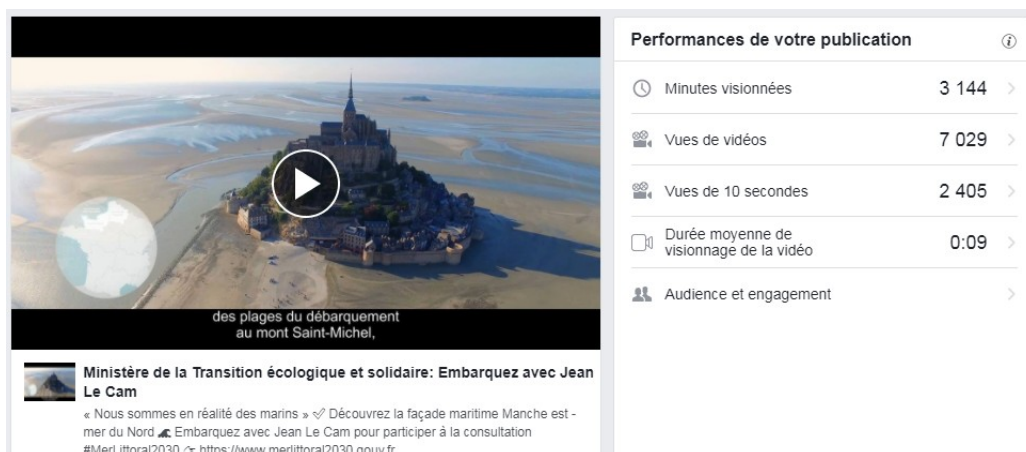 des plages du débarquement
au mont Saint-Michel,
Ministère de la Transition écologique et solidaire: Embarquez avec Jean
Le Cam
« Nous sommes en réalité des marins » Découvrez la façade maritime Manche est -
mer du Nord Embarquez avec Jean Le Cam pour participer à la consultation
#MerLittoral2030 https://www.merlittoral2030.gouv.fr
Performances de votre publication
Minutes visionnées 3 144
Vues de vidéos 7 029
Vues de 10 secondes 2 405
Durée moyenne de
visionnage de la vidéo 0:09
Audience et engagement